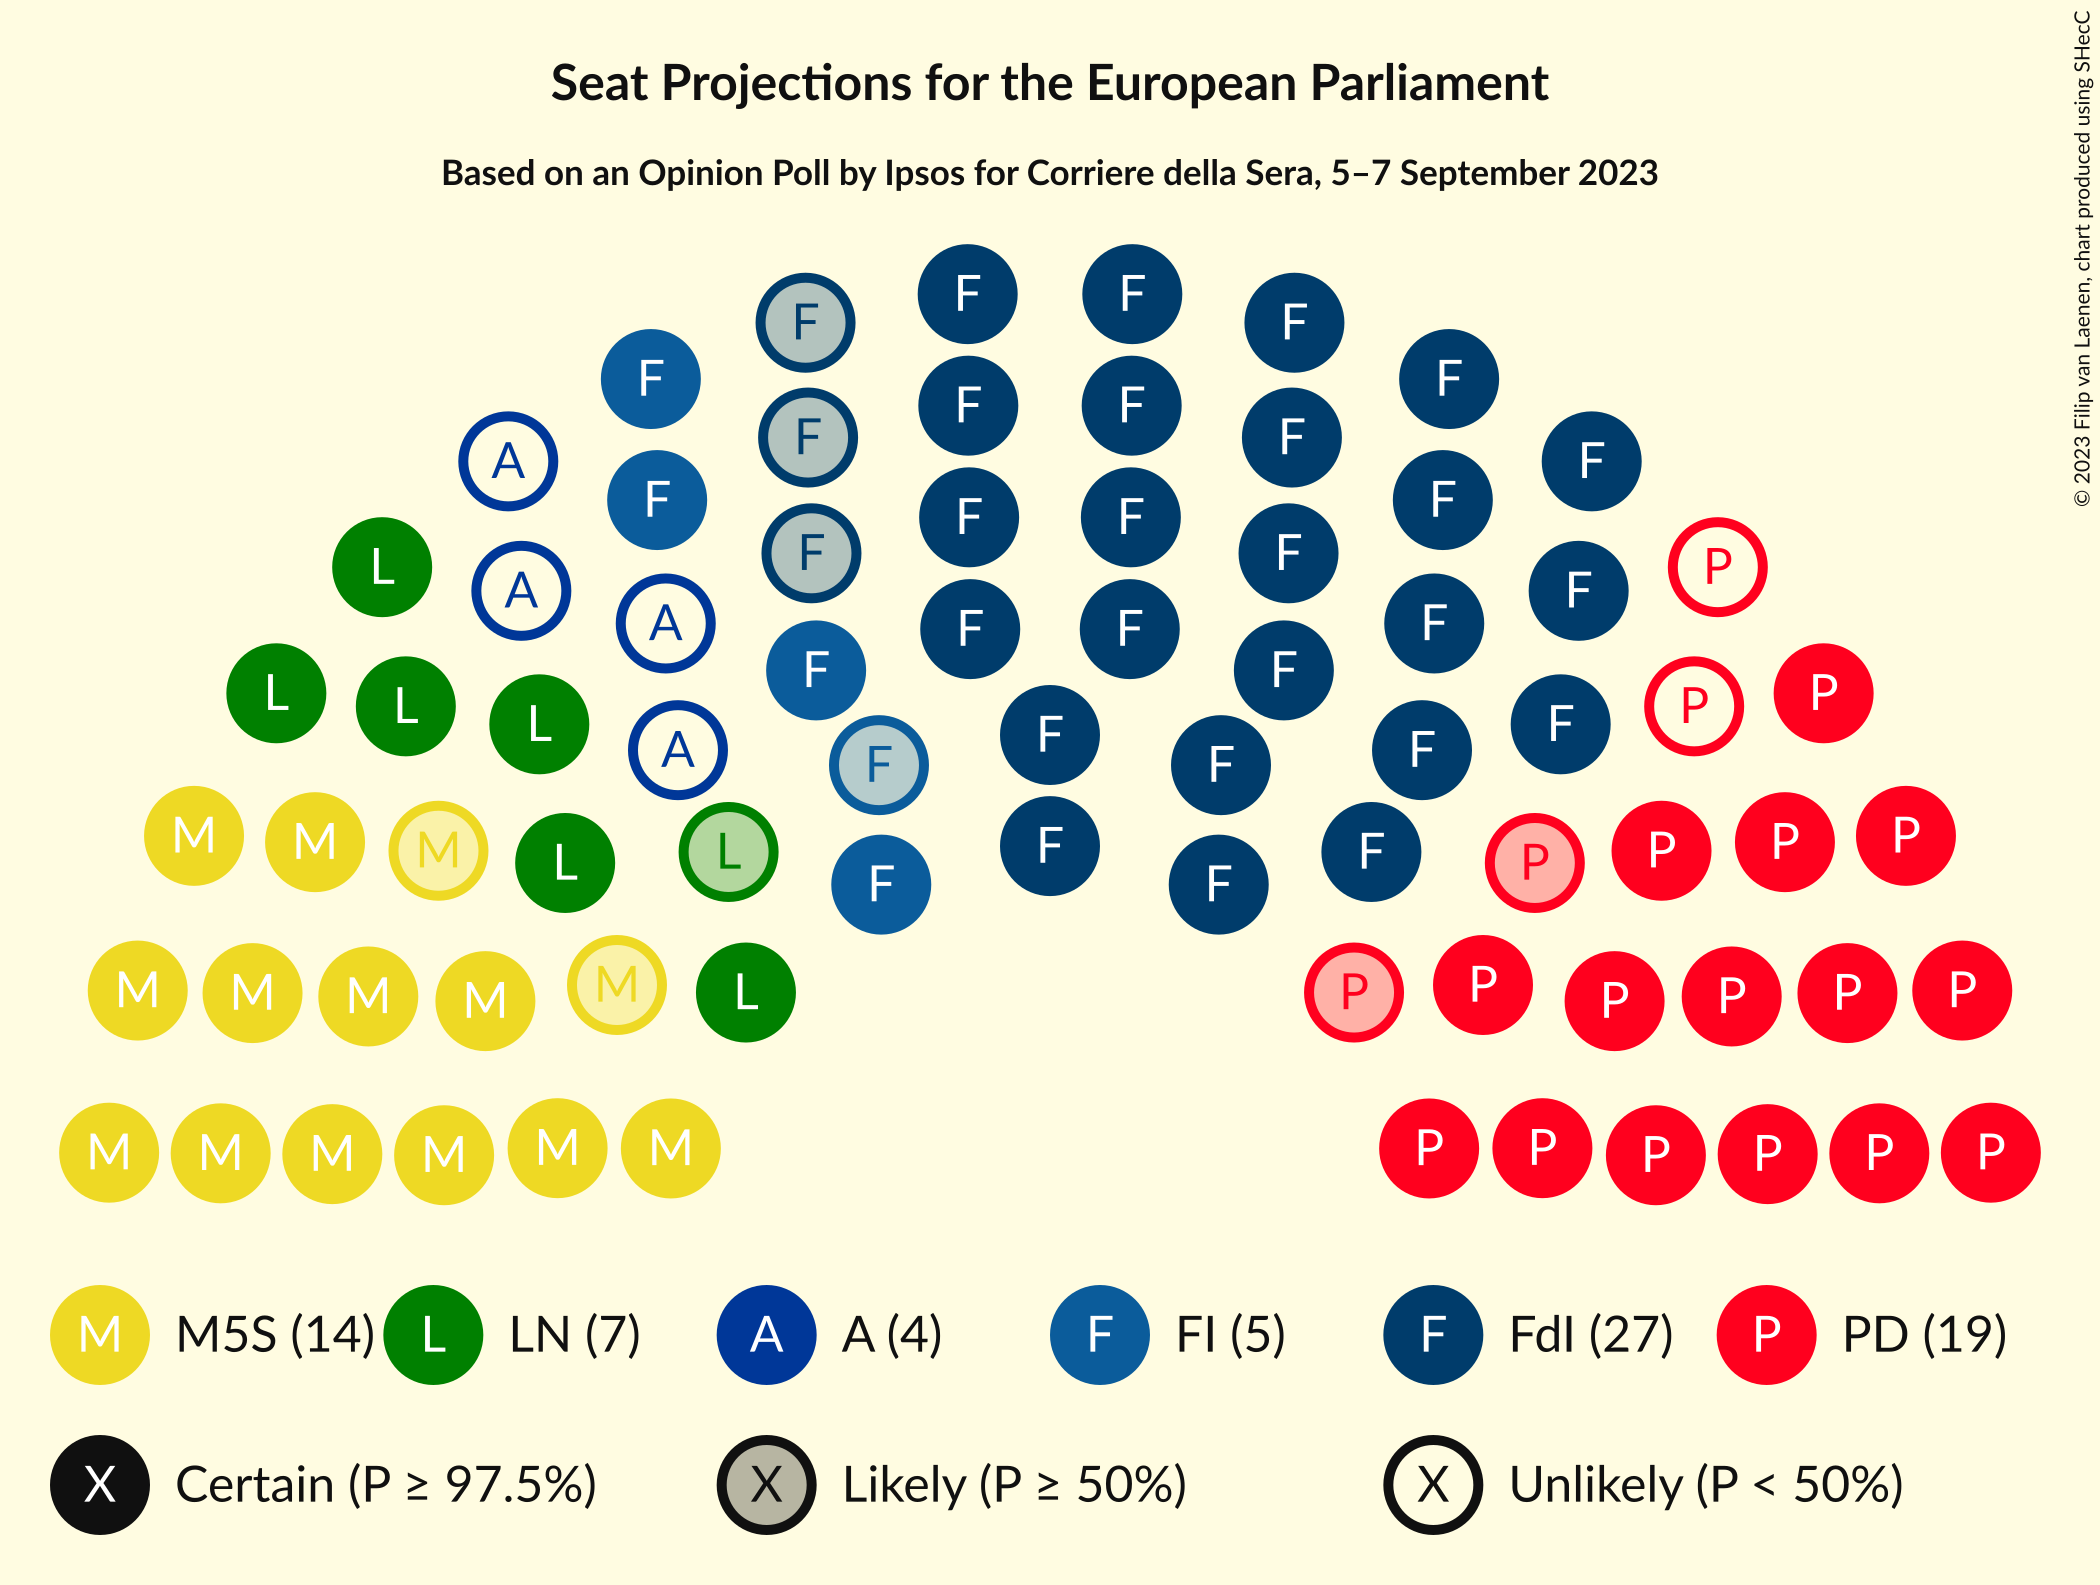 Seat Projections for the European Parliament
Based on an Opinion Poll by Ipsos for Corriere della Sera, 5–7 September 2023
© 2023 Filip van Laenen, chart produced using SHecC
F F F F
F F
A F F F F F F F
F F
L A F F F P
A F F F F
L L L A F F F F F P P
F F F F
M M M L L F F F F P P P P
M M M M M L P P P P P P
M M M M M M P P P P P P
M M5S (14) L LN (7) A A (4) F FI (5) F FdI (27) P PD (19)
X Certain (P ≥ 97.5%) X Likely (P ≥ 50%) X Unlikely (P < 50%)